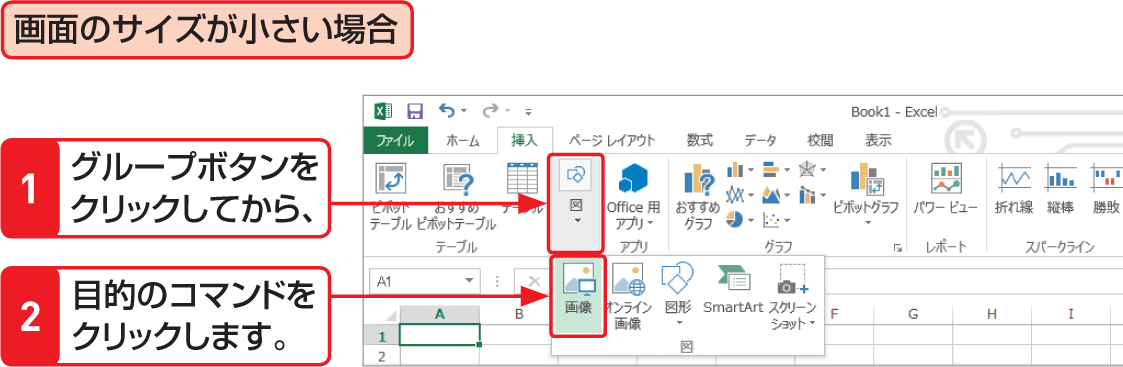 画面のサイズが小さい場合
Book1 - Excel
ファイル ホーム 挿入 ページ レイアウト 数式 データ 校閲 表示
1
グループボタンを
クリックしてから、
ピボット
テーブル
おすすめ
ピボットテーブル
テーブル
図
Office 用
アプリ
おすすめ
グラフ
ピボットグラフ
パワー ビュー
折れ線
縦棒
勝敗
テーブル アプリ グラフ レポート スパークライン
2
目的のコマンドを
クリックします。
A1
画像
オンライン
画像
図形
SmartArt
スクリーン
ショット
図
A B F G H I
1
2